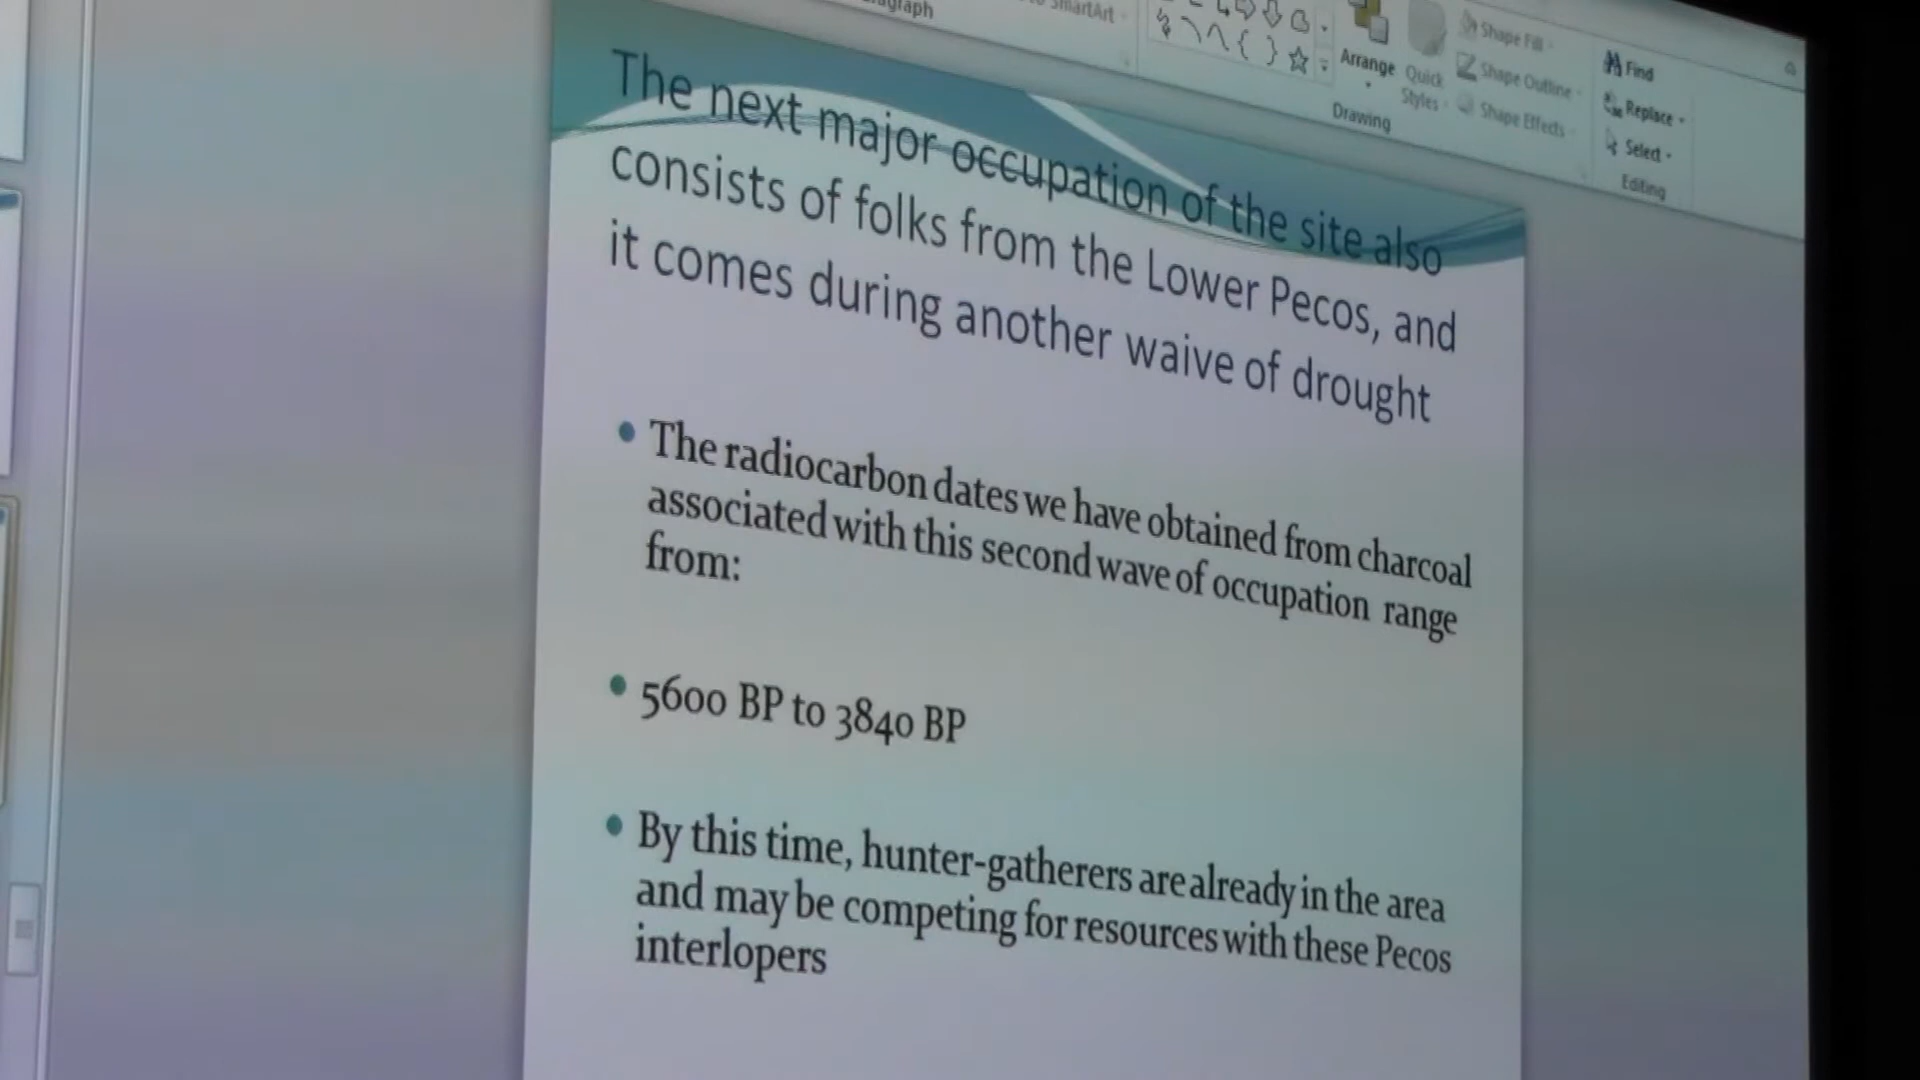 SmartArt
Arrange
Quick
Styles
Shape Fill
Shape Outline
Shape Effects
Drawing
Find
Replace
Select
Editing
The next major occupation of the site also
consists of folks from the Lower Pecos, and
it comes during another waive of drought
• The radiocarbon dates we have obtained from charcoal
associated with this second wave of occupation range
from:
• 5600 BP to 3840 BP
• By this time, hunter-gatherers are already in the area
and may be competing for resources with these Pecos
interlopers